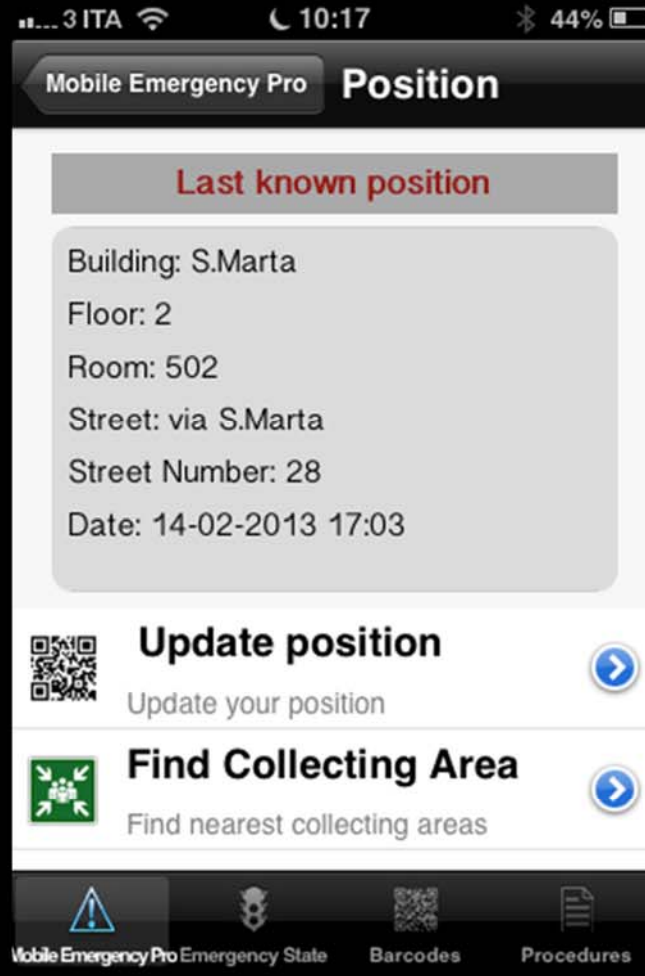 3 ITA 10:17 44%
Mobile Emergency Pro Position
Last known position
Building: S.Marta
Floor: 2
Room: 502
Street: via S.Marta
Street Number: 28
Date: 14-02-2013 17:03
Update position
Update your position
Find Collecting Area
Find nearest collecting areas
Mobile Emergency Pro Emergency State Barcodes Procedures